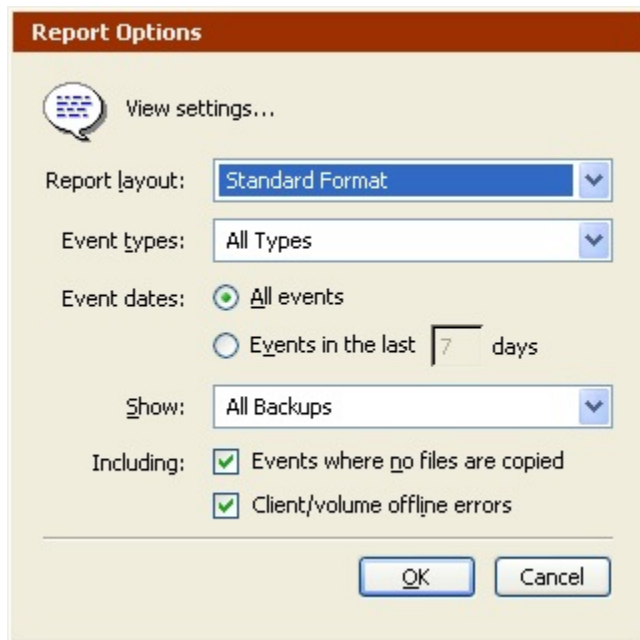 Report Options
View settings...
Report layout: Standard Format
Event types: All Types
Event dates: All events
Events in the last 7 days
Show: All Backups
Including: Events where no files are copied
Client/volume offline errors
OK Cancel